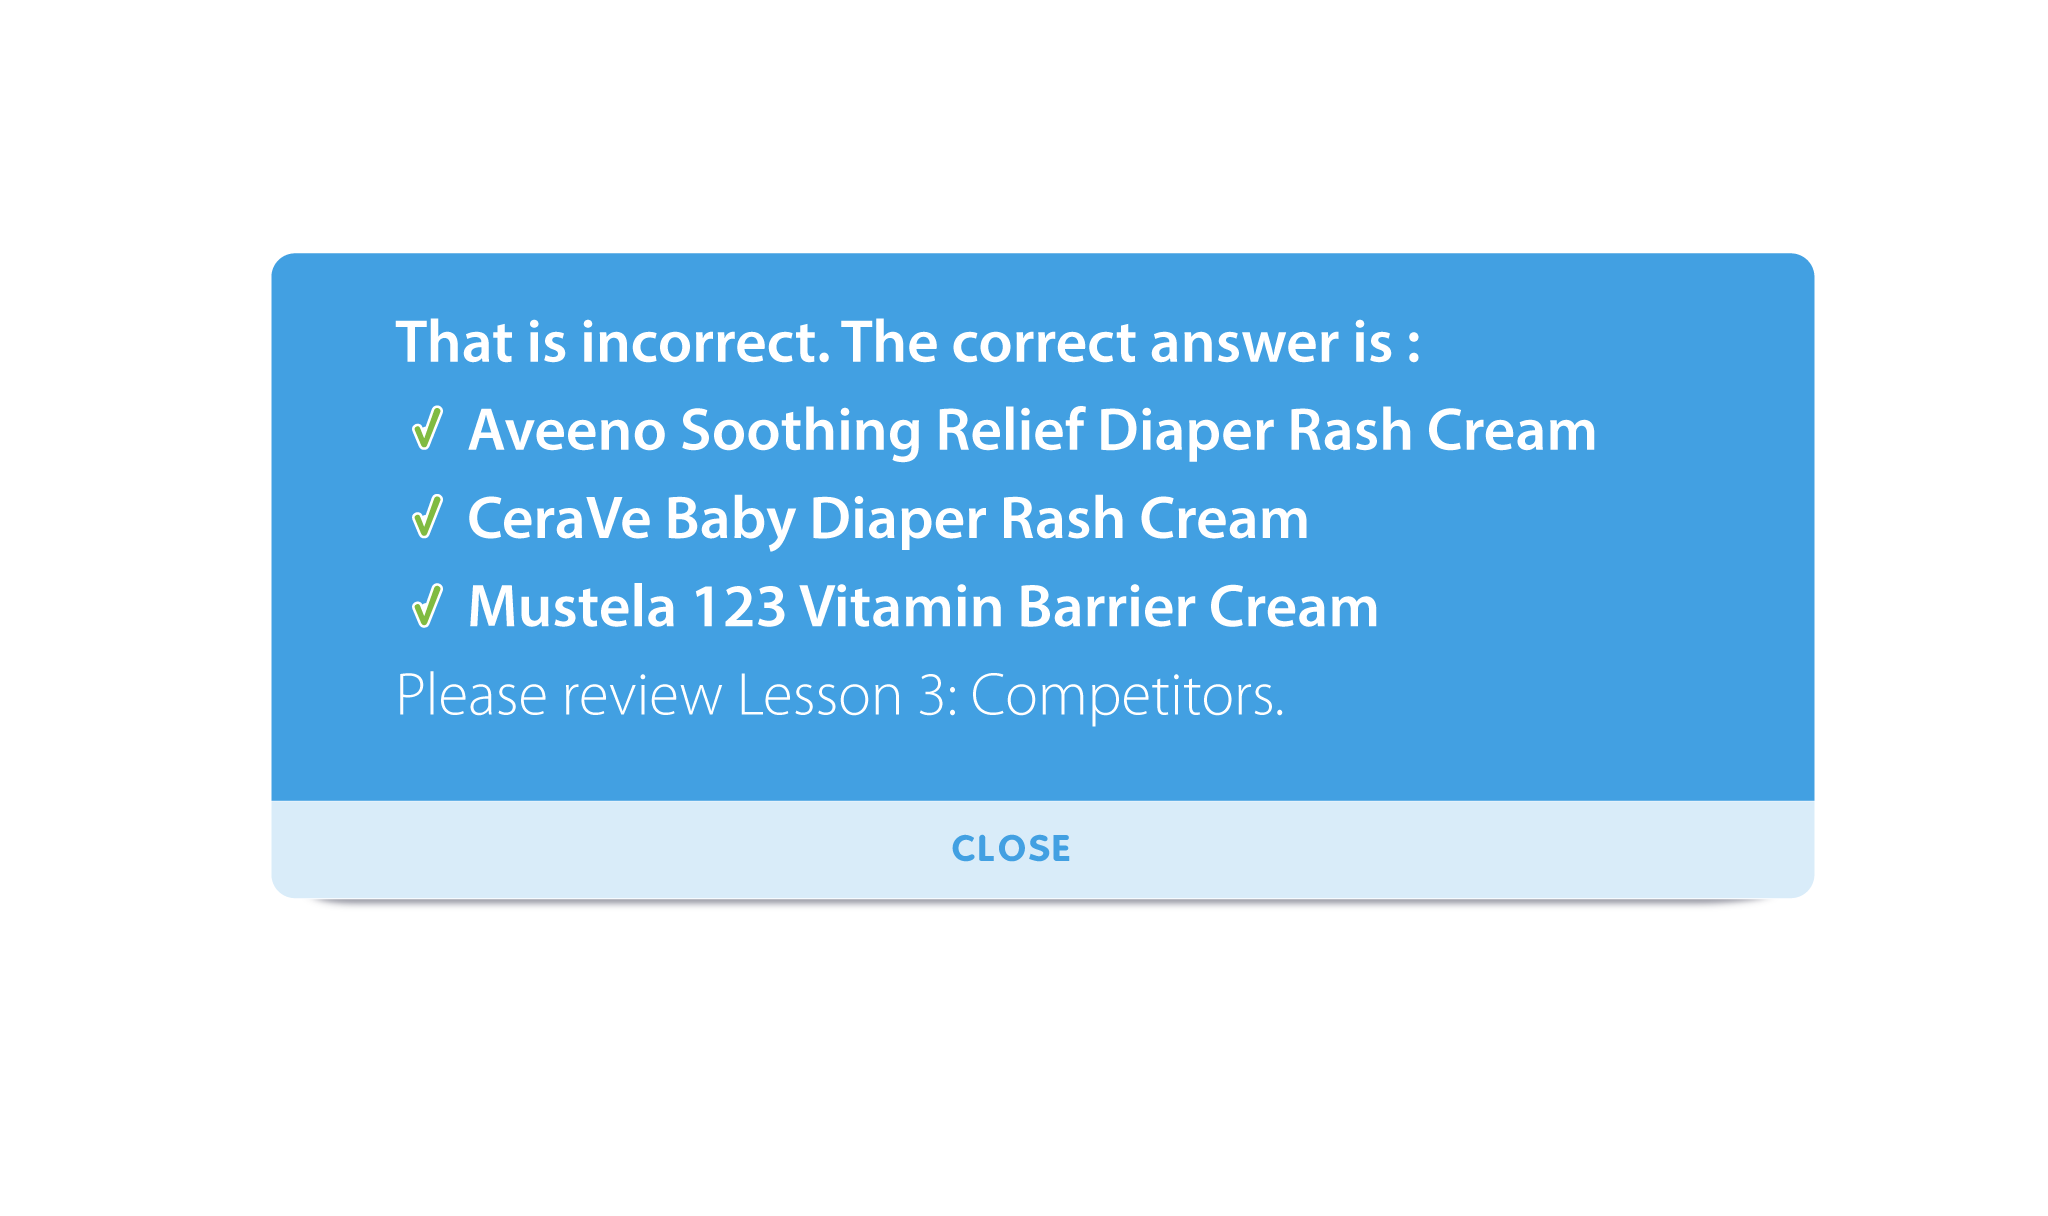 That is incorrect. The correct answer is :
Aveeno Soothing Relief Diaper Rash Cream
CeraVe Baby Diaper Rash Cream
Mustela 123 Vitamin Barrier Cream
Please review Lesson 3: Competitors.
CLOSE